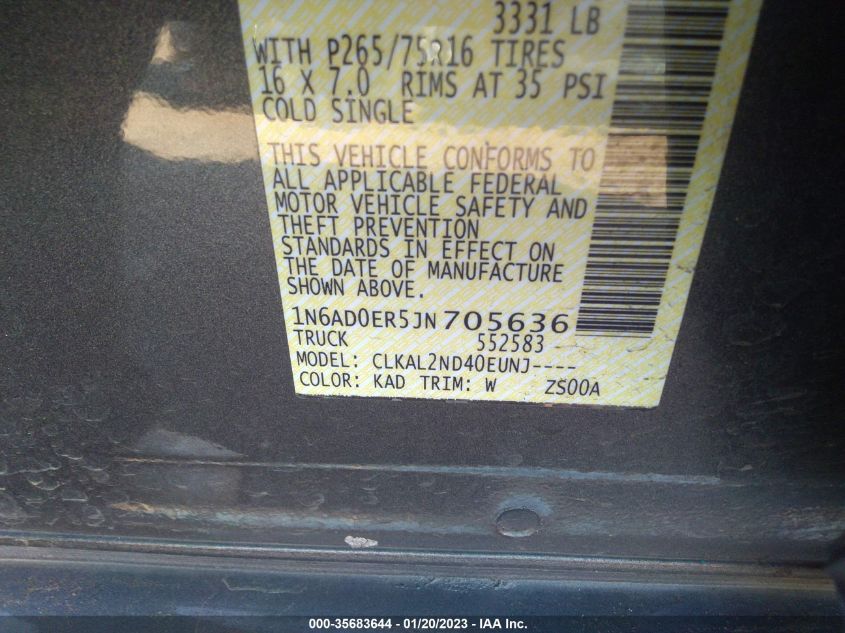 3331 LB
WITH P265/75R16 TIRES
16 X 7.0 RIMS AT 35 PSI
COLD SINGLE
THIS VEHICLE CONFORMS TO
ALL APPLICABLE FEDERAL
MOTOR VEHICLE SAFETY AND
THEFT PREVENTION
STANDARDS IN EFFECT ON
THE DATE OF MANUFACTURE
SHOWN ABOVE.
1N6AD0ER5JN705636
TRUCK 552583
MODEL: CLKAL2ND40EUNJ----
COLOR: KAD TRIM: W ZS00A
000-35683644 - 01/20/2023 - IAA Inc.